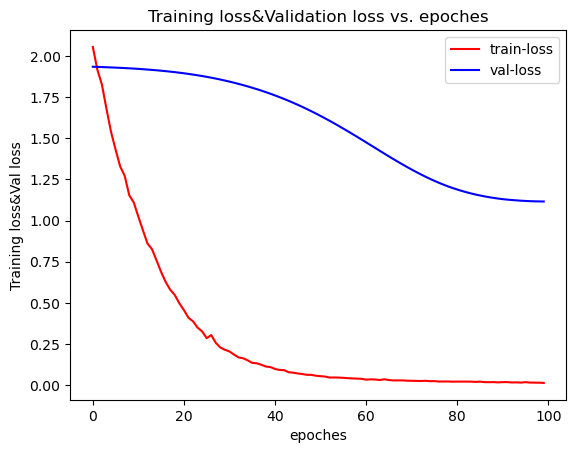 Training loss&Validation loss vs. epoches
train-loss
val-loss
Training loss&Val loss
2.00
1.75
1.50
1.25
1.00
0.75
0.50
0.25
0.00
0 20 40 60 80 100
epoches